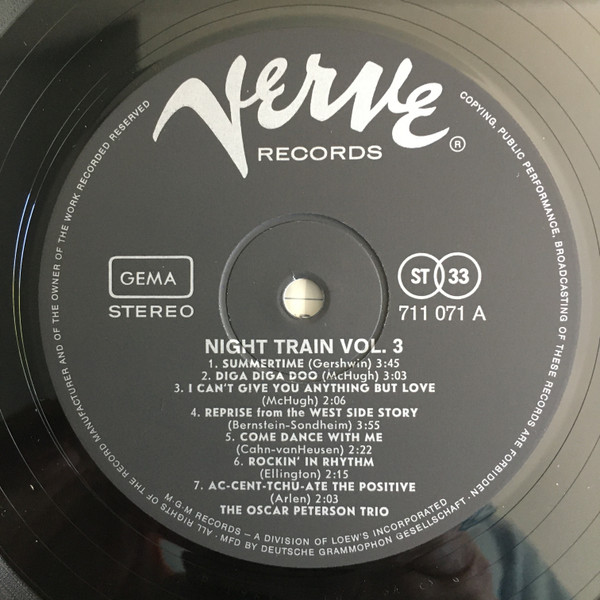 Verve
RECORDS ®
GEMA
STEREO
ST 33
711 071 A
NIGHT TRAIN VOL. 3
1. SUMMERTIME (Gershwin) 3:45
2. DIGA DIGA DOO (McHugh) 3:03
3. I CAN'T GIVE YOU ANYTHING BUT LOVE
(McHugh) 2:06
4. REPRISE from the WEST SIDE STORY
(Bernstein-Sondheim) 3:55
5. COME DANCE WITH ME
(Cahn-vanHeusen) 2:22
6. ROCKIN' IN RHYTHM
(Ellington) 2:15
7. AC-CENT-TCHU-ATE THE POSITIVE
(Arlen) 2:03
THE OSCAR PETERSON TRIO
M·G·M RECORDS – A DIVISION OF LOEW'S INCORPORATED
· ALL RIGHTS OF THE RECORD MANUFACTURER AND OF THE OWNER OF THE WORK RECORDED RESERVED
COPYING, PUBLIC PERFORMANCE, BROADCASTING OF THESE RECORDS ARE FORBIDDEN ·
MFD BY DEUTSCHE GRAMMOPHON GESELLSCHAFT ·